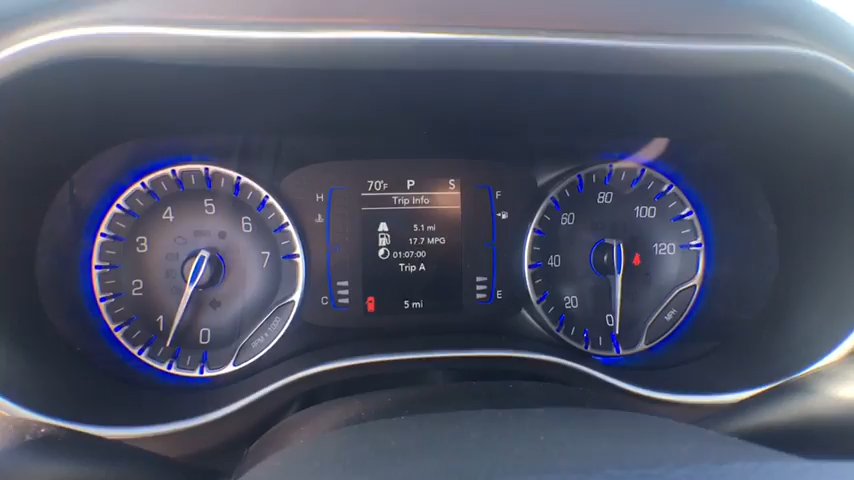 70°F P S
Trip Info
5.1 mi
17.7 MPG
01:07:00
Trip A
5 mi
H
C
F
E
0
1
2
3
4
5
6
7
RPM x 1000
0
20
40
60
80
100
120
MPH